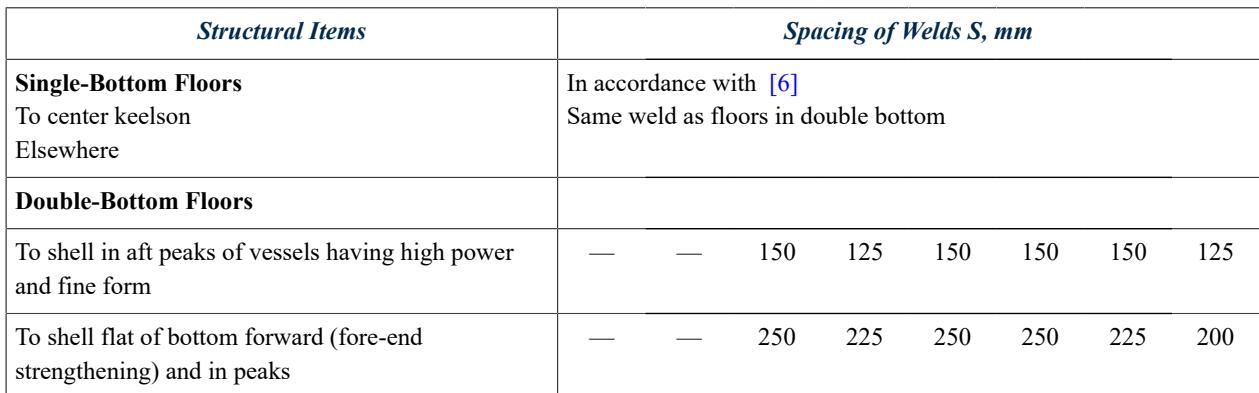 Structural Items Spacing of Welds S, mm
Single-Bottom Floors In accordance with [6]
To center keelson Same weld as floors in double bottom
Elsewhere
Double-Bottom Floors
To shell in aft peaks of vessels having high power — — 150 125 150 150 150 125
and fine form
To shell flat of bottom forward (fore-end — — 250 225 250 250 225 200
strengthening) and in peaks